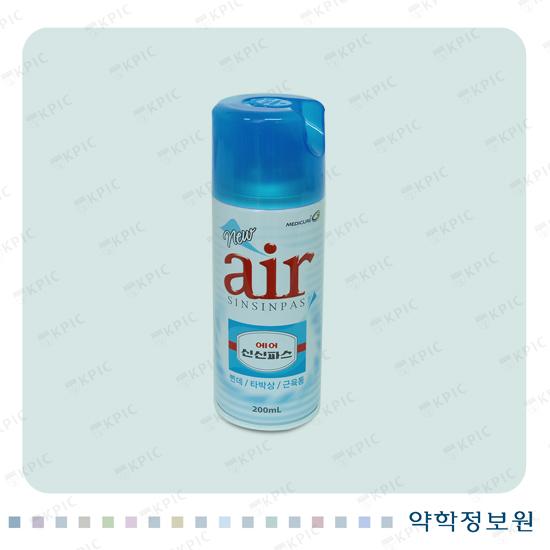 New
MEDICURE
air
SINSINPAS
에어
신신파스
삔데 / 타박상 / 근육통
200mL
약학정보원
KPIC